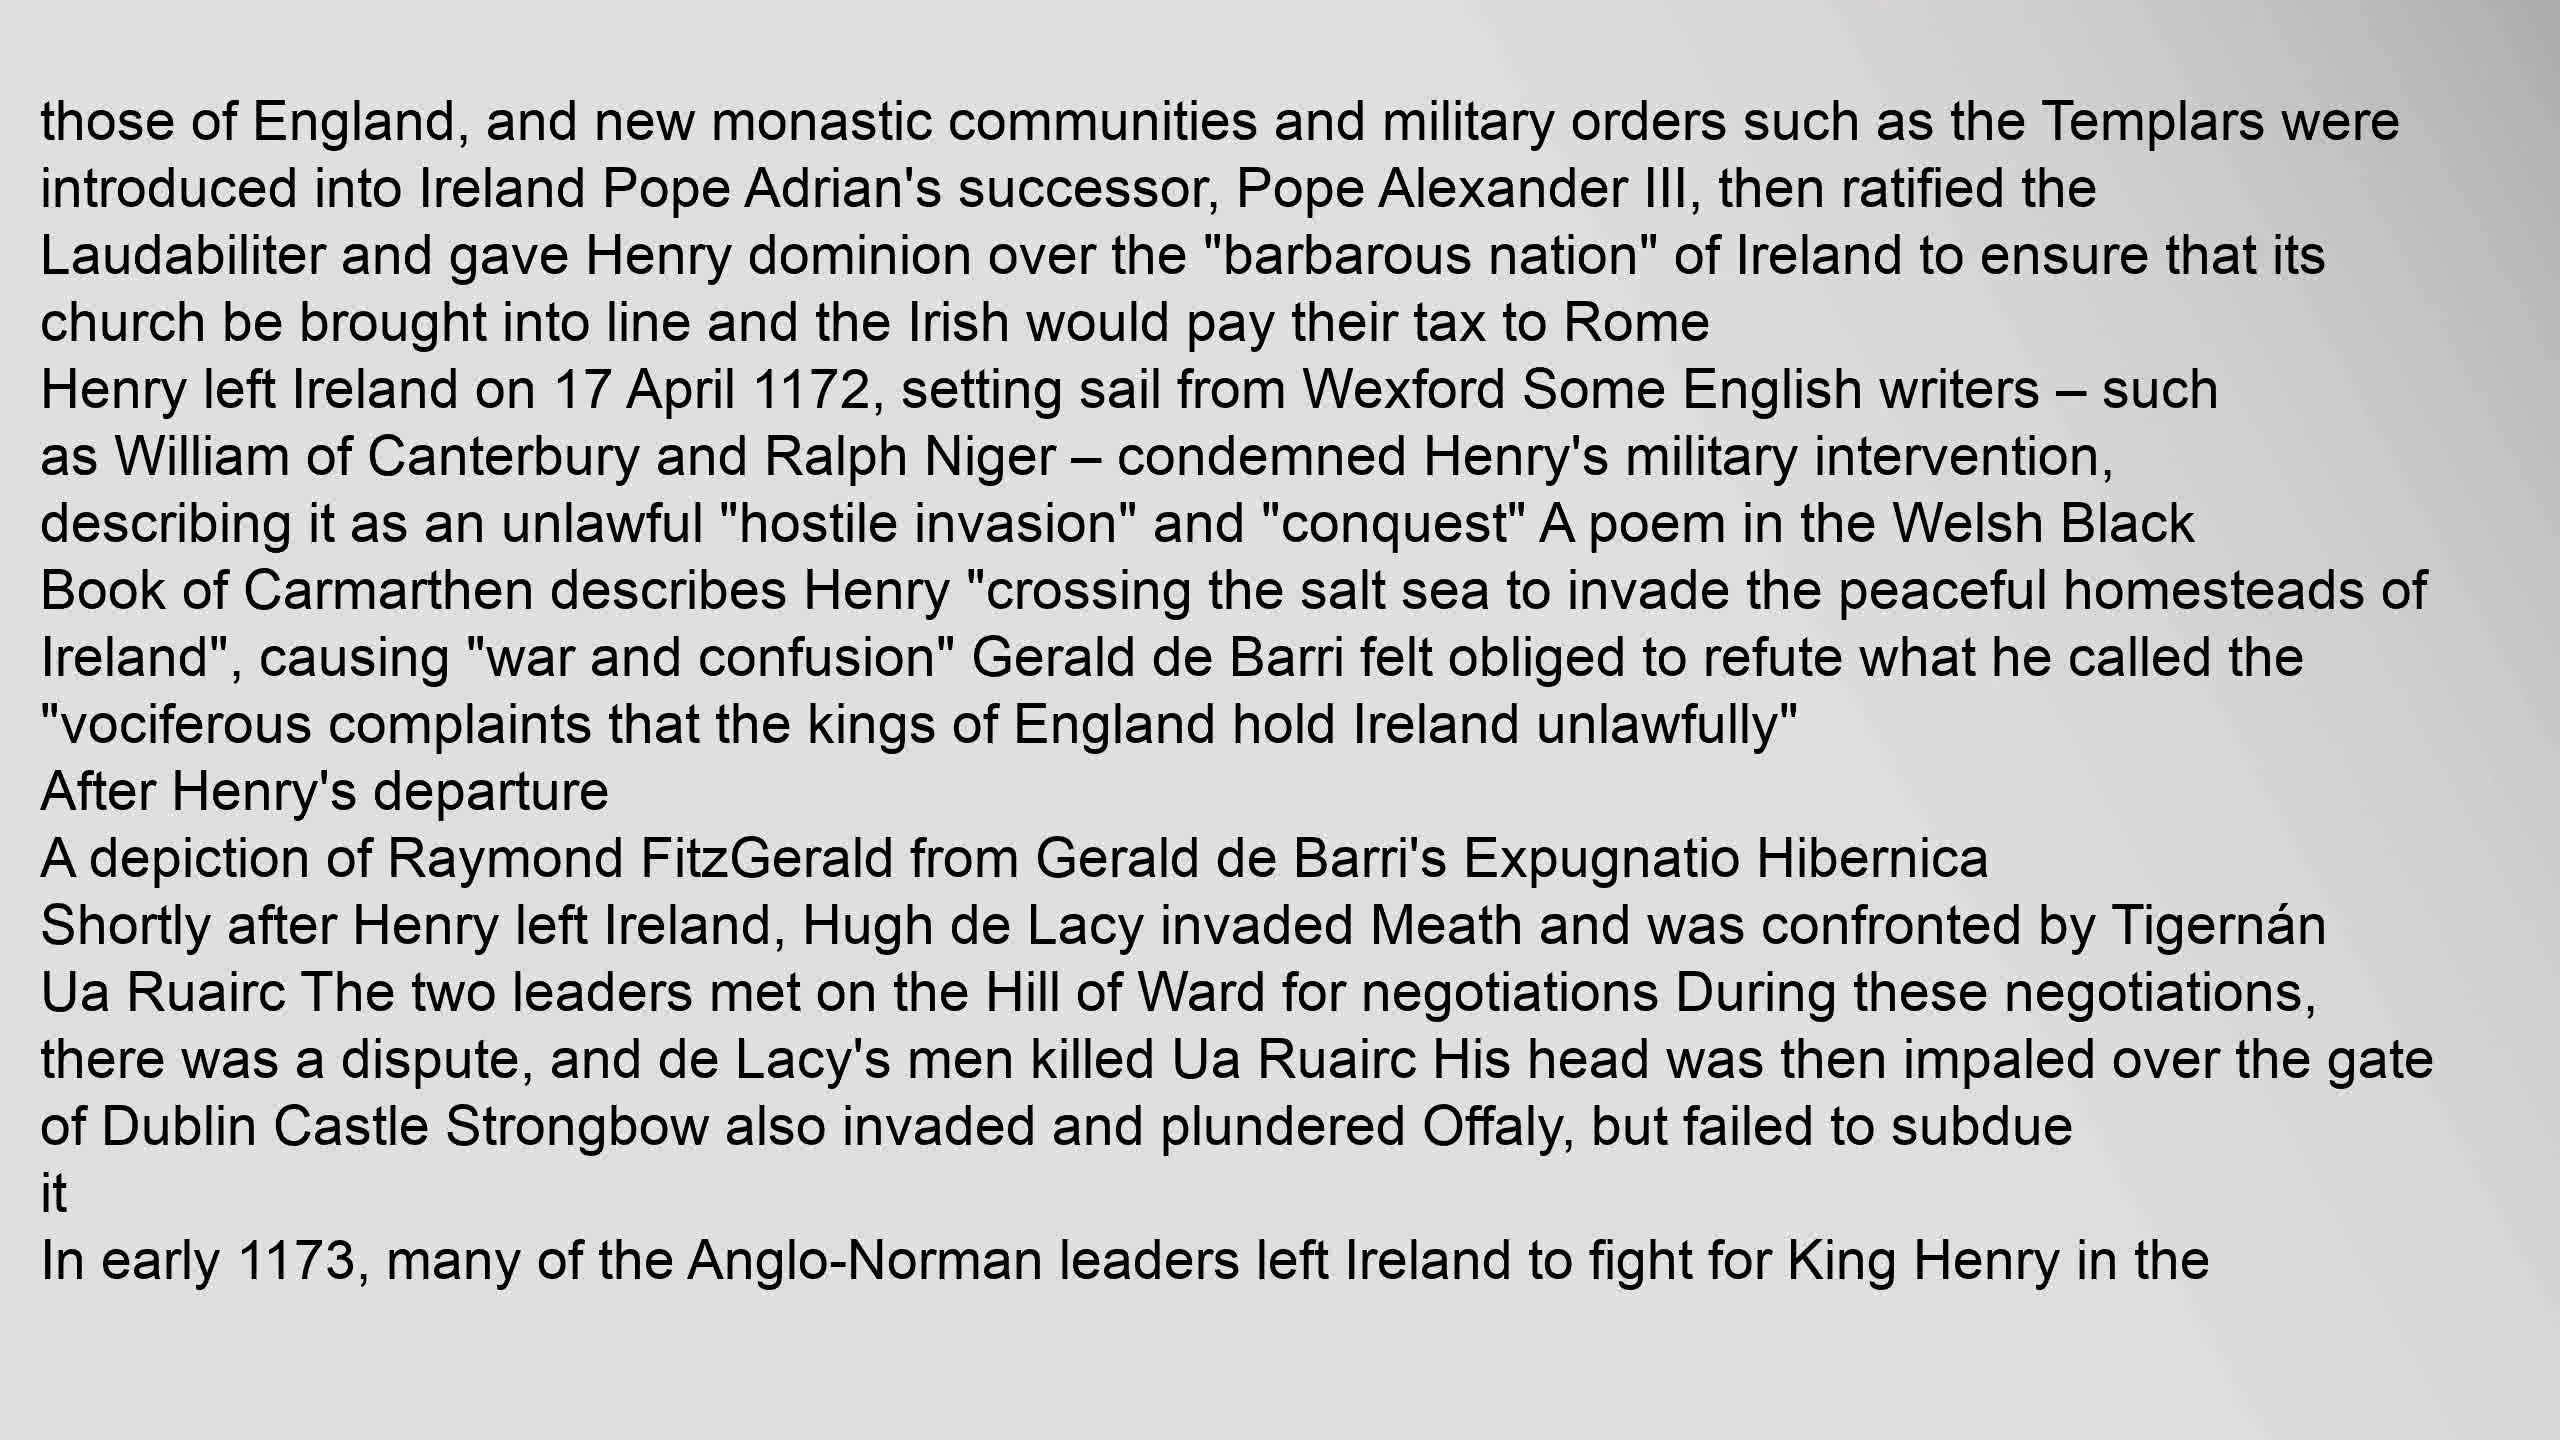 those of England, and new monastic communities and military orders such as the Templars were
introduced into Ireland Pope Adrian's successor, Pope Alexander III, then ratified the
Laudabiliter and gave Henry dominion over the "barbarous nation" of Ireland to ensure that its
church be brought into line and the Irish would pay their tax to Rome
Henry left Ireland on 17 April 1172, setting sail from Wexford Some English writers – such
as William of Canterbury and Ralph Niger – condemned Henry's military intervention,
describing it as an unlawful "hostile invasion" and "conquest" A poem in the Welsh Black
Book of Carmarthen describes Henry "crossing the salt sea to invade the peaceful homesteads of
Ireland", causing "war and confusion" Gerald de Barri felt obliged to refute what he called the
"vociferous complaints that the kings of England hold Ireland unlawfully"
After Henry's departure
A depiction of Raymond FitzGerald from Gerald de Barri's Expugnatio Hibernica
Shortly after Henry left Ireland, Hugh de Lacy invaded Meath and was confronted by Tigernán
Ua Ruairc The two leaders met on the Hill of Ward for negotiations During these negotiations,
there was a dispute, and de Lacy's men killed Ua Ruairc His head was then impaled over the gate
of Dublin Castle Strongbow also invaded and plundered Offaly, but failed to subdue
it
In early 1173, many of the Anglo-Norman leaders left Ireland to fight for King Henry in the